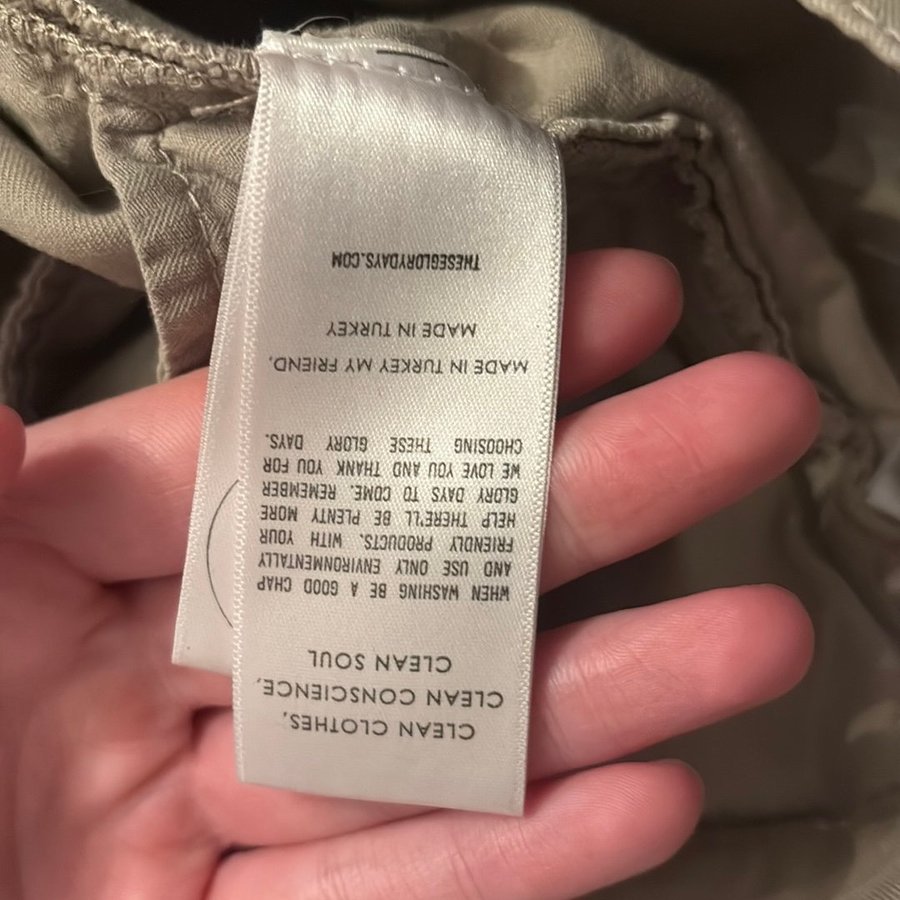 CLEAN CLOTHES,
CLEAN CONSCIENCE,
CLEAN SOUL
WHEN WASHING BE A GOOD CHAP
AND USE ONLY ENVIRONMENTALLY
FRIENDLY PRODUCTS. WITH YOUR
HELP THERE'LL BE PLENTY MORE
GLORY DAYS TO COME. REMEMBER
WE LOVE YOU AND THANK YOU FOR
CHOOSING THESE GLORY DAYS.
MADE IN TURKEY MY FRIEND.
MADE IN TURKEY
THESEGLORYDAYS.COM